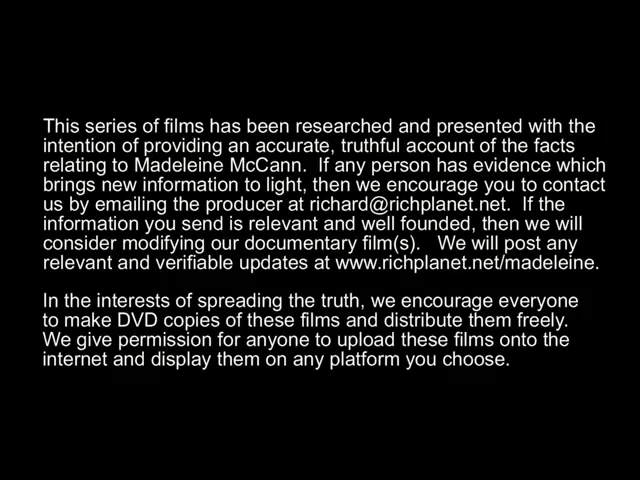 This series of films has been researched and presented with the
intention of providing an accurate, truthful account of the facts
relating to Madeleine McCann.  If any person has evidence which
brings new information to light, then we encourage you to contact
us by emailing the producer at richard@richplanet.net.  If the
information you send is relevant and well founded, then we will
consider modifying our documentary film(s).   We will post any
relevant and verifiable updates at www.richplanet.net/madeleine.
In the interests of spreading the truth, we encourage everyone
to make DVD copies of these films and distribute them freely.
We give permission for anyone to upload these films onto the
internet and display them on any platform you choose.